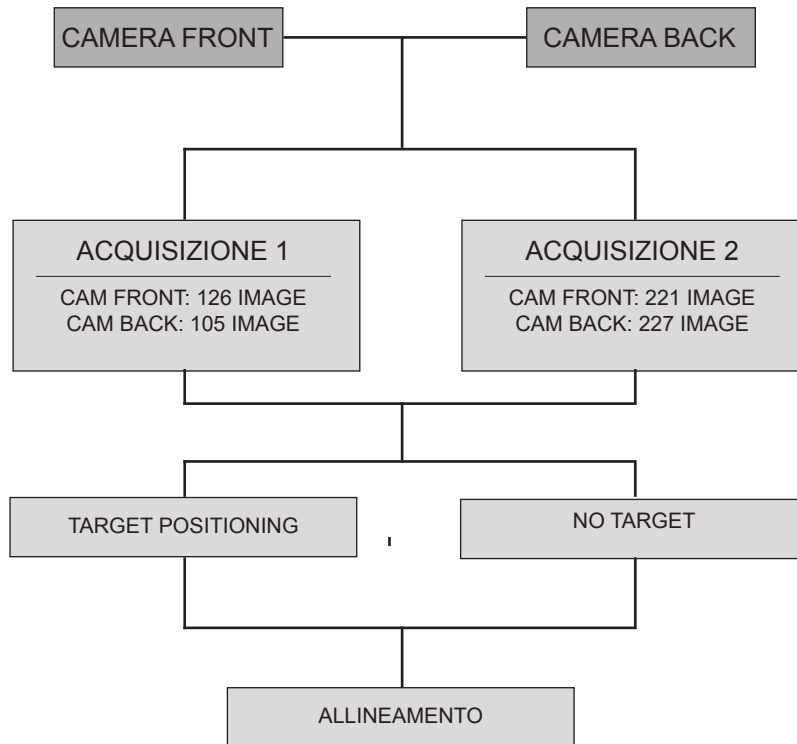 CAMERA FRONT
CAMERA BACK
ACQUISIZIONE 1
CAM FRONT: 126 IMAGE
CAM BACK: 105 IMAGE
ACQUISIZIONE 2
CAM FRONT: 221 IMAGE
CAM BACK: 227 IMAGE
TARGET POSITIONING
NO TARGET
ALLINEAMENTO